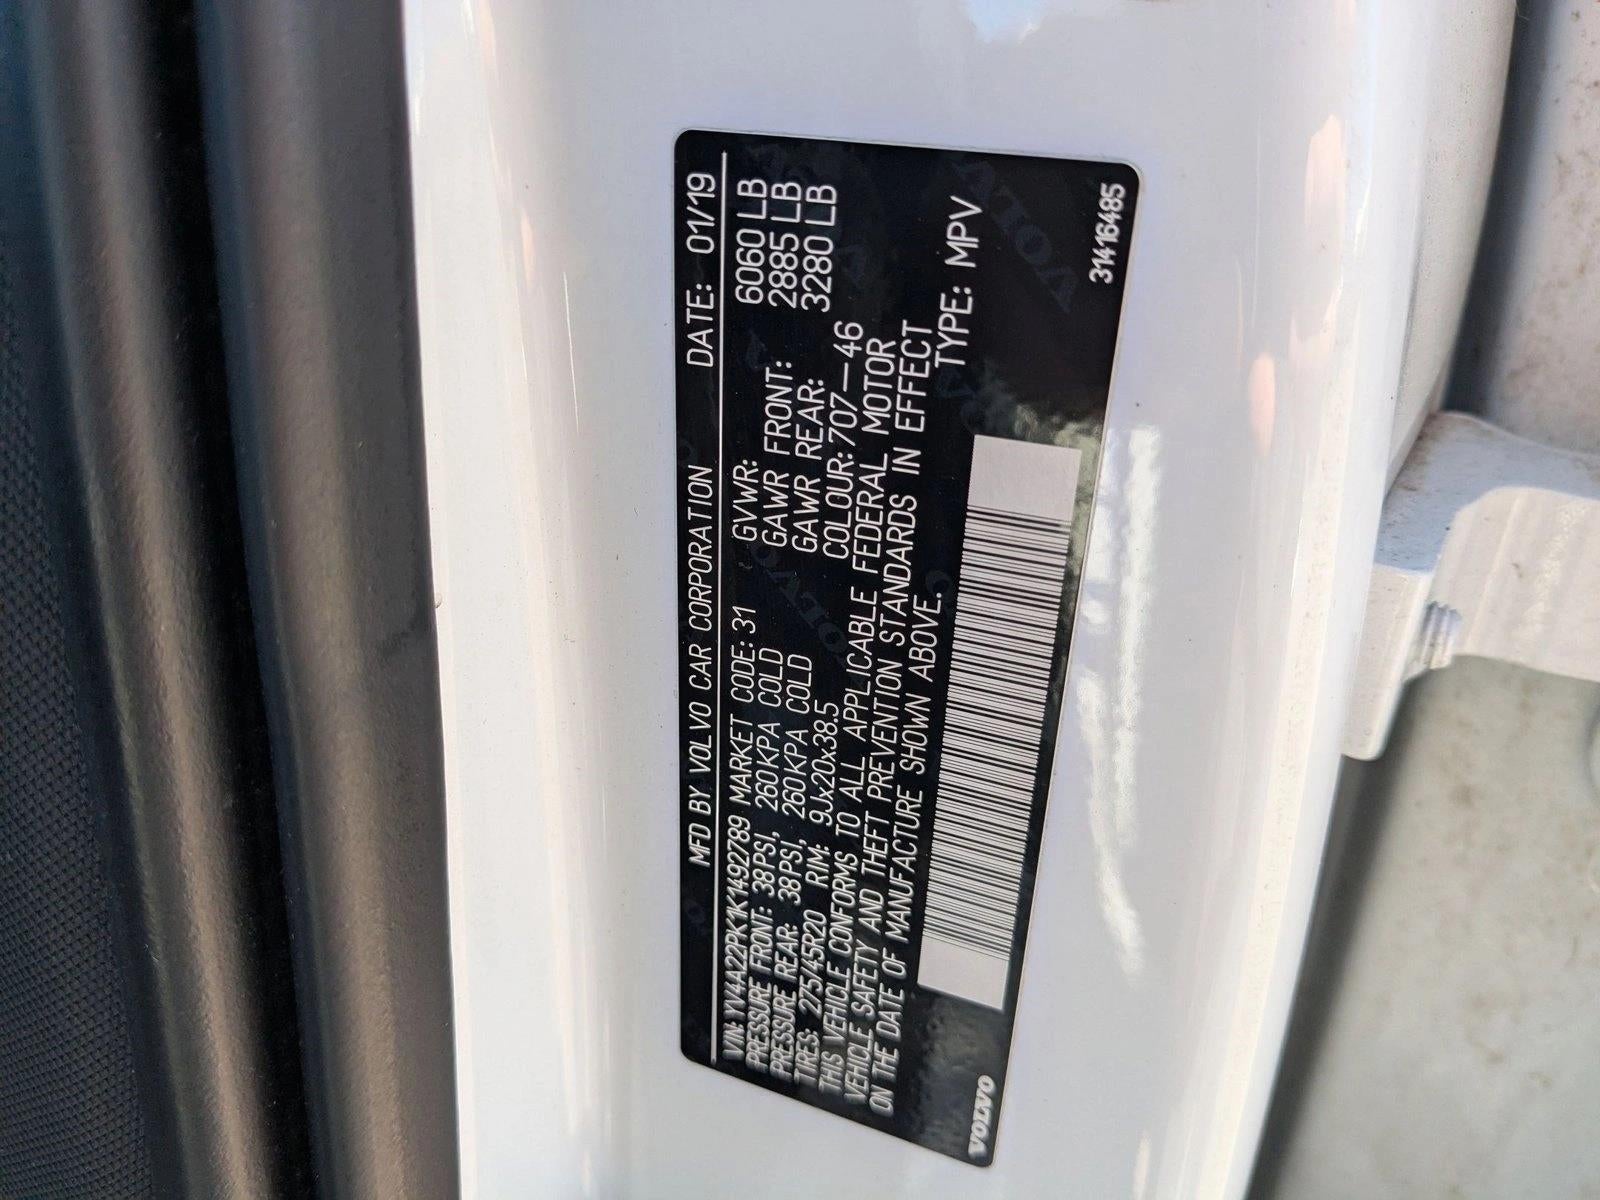 MFD BY VOLVO CAR CORPORATION DATE: 01/19
VIN: YV4A22PK1K1492789 MARKET CODE: 31 GVWR: 6060 LB
PRESSURE FRONT: 38PSI, 260KPA COLD GAWR FRONT: 2885 LB
PRESSURE REAR: 38PSI, 260KPA COLD GAWR REAR: 3280 LB
TIRES: 275/45R20 RIM: 9Jx20x38.5 COLOUR: 707–46
THIS VEHICLE CONFORMS TO ALL APPLICABLE FEDERAL MOTOR
VEHICLE SAFETY AND THEFT PREVENTION STANDARDS IN EFFECT
ON THE DATE OF MANUFACTURE SHOWN ABOVE. TYPE: MPV
VOLVO 31416485